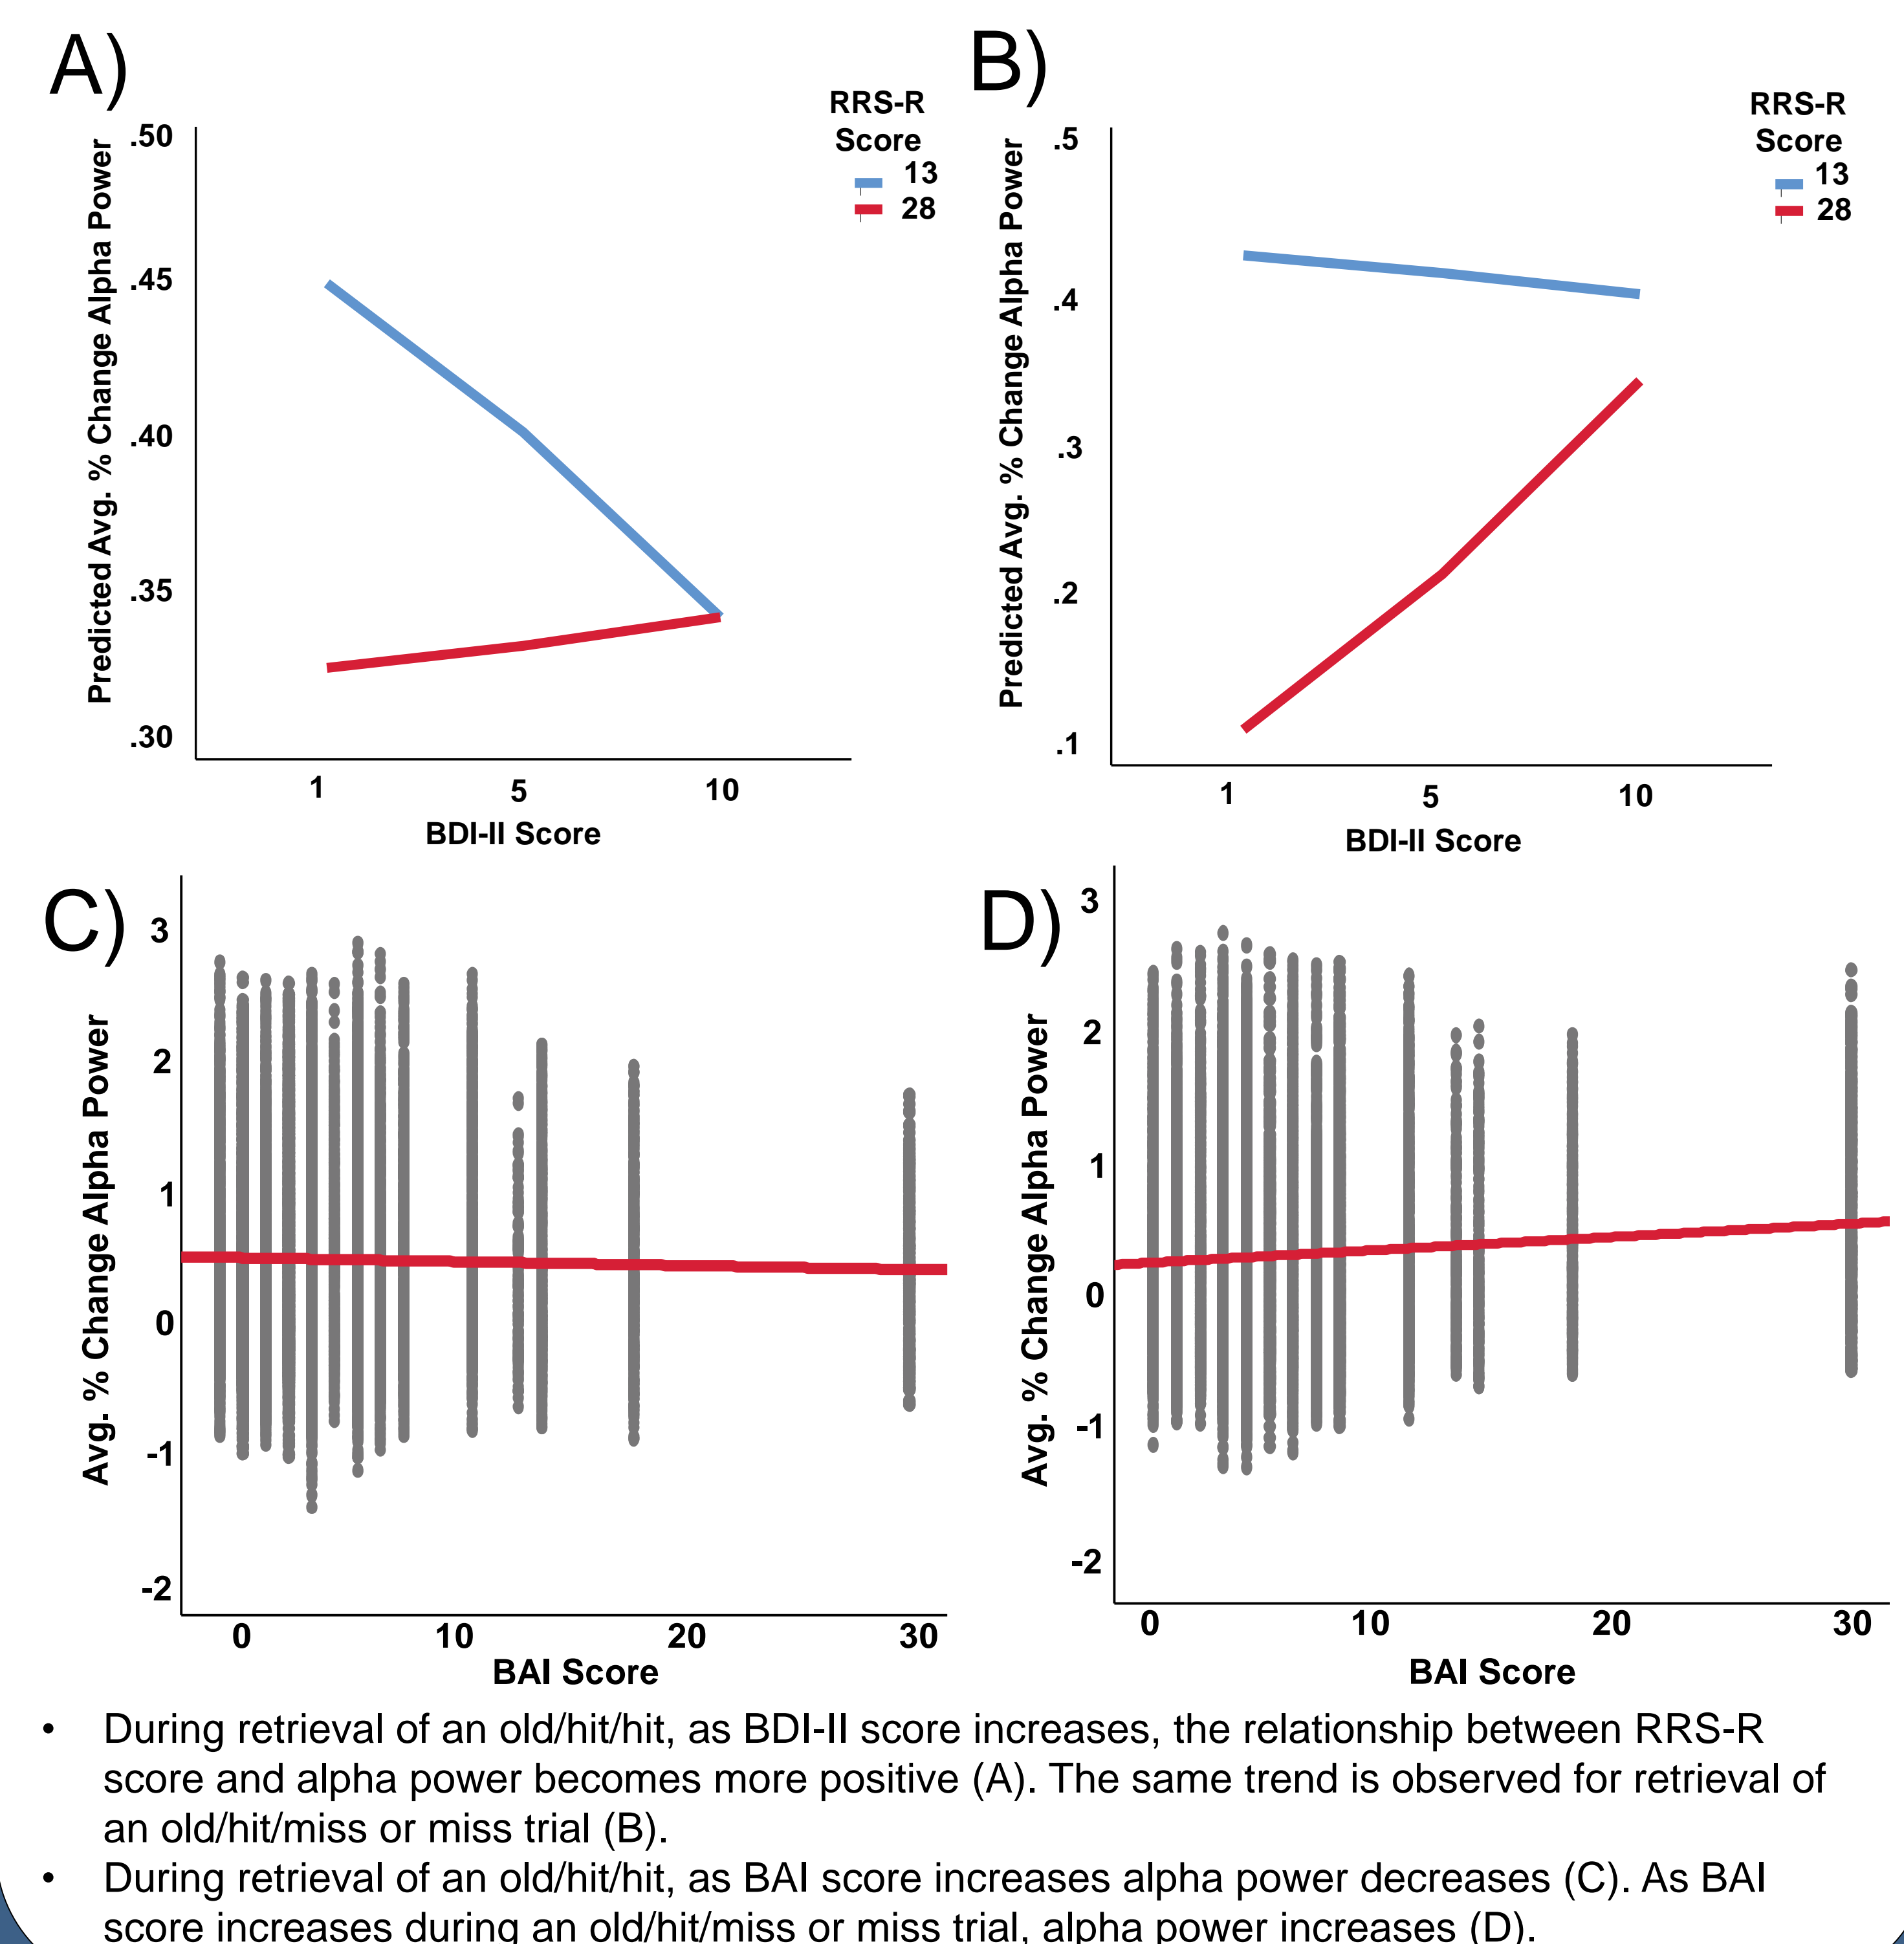 A)
RRS-R
Score
13
28
.50
.45
.40
.35
.30
Predicted Avg. % Change Alpha Power
1 5 10
BDI-II Score
B)
RRS-R
Score
13
28
.5
.4
.3
.2
.1
Predicted Avg. % Change Alpha Power
1 5 10
BDI-II Score
C)
3
2
1
0
-1
-2
Avg. % Change Alpha Power
0 10 20 30
BAI Score
D)
3
2
1
0
-1
-2
Avg. % Change Alpha Power
0 10 20 30
BAI Score
• During retrieval of an old/hit/hit, as BDI-II score increases, the relationship between RRS-R
score and alpha power becomes more positive (A). The same trend is observed for retrieval of
an old/hit/miss or miss trial (B).
• During retrieval of an old/hit/hit, as BAI score increases alpha power decreases (C). As BAI
score increases during an old/hit/miss or miss trial, alpha power increases (D).